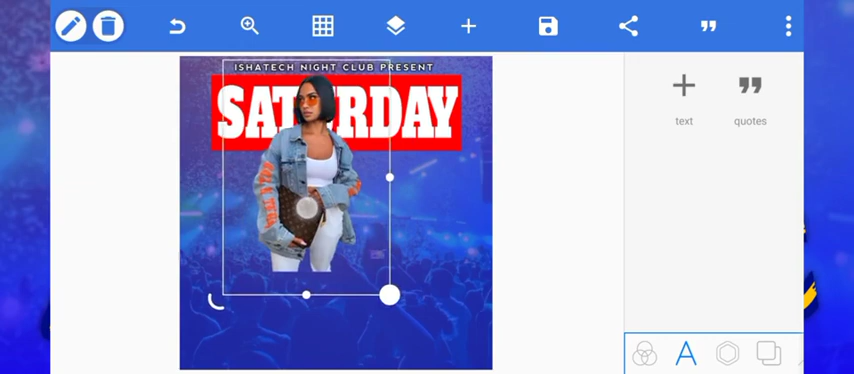 ISHATECH NIGHT CLUB PRESENT
SATURDAY
text
quotes